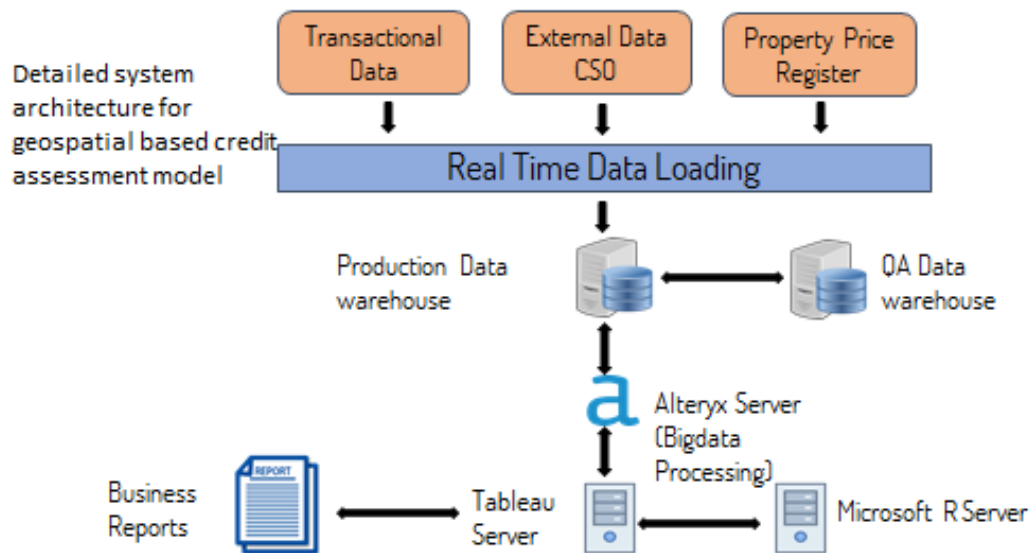 Transactional
Data
External Data
CSO
Property Price
Register
Detailed system
architecture for
geospatial based credit
assessment model
Real Time Data Loading
Production Data
warehouse
QA Data
warehouse
a
Alteryx Server
(Bigdata
Processing)
Business
Reports
REPORT
Tableau
Server
Microsoft R Server